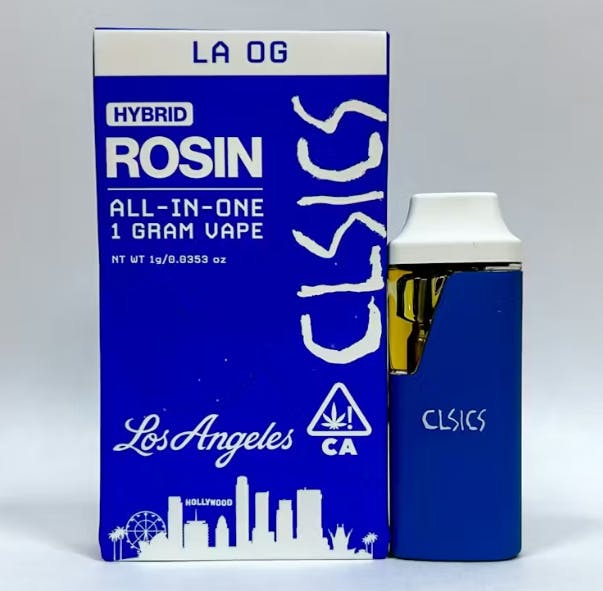 LA OG
HYBRID
ROSIN
ALL-IN-ONE
1 GRAM VAPE
NT WT 1g/0.0353 oz
CLSICS
Los Angeles
CA
HOLLYWOOD
CLSICS